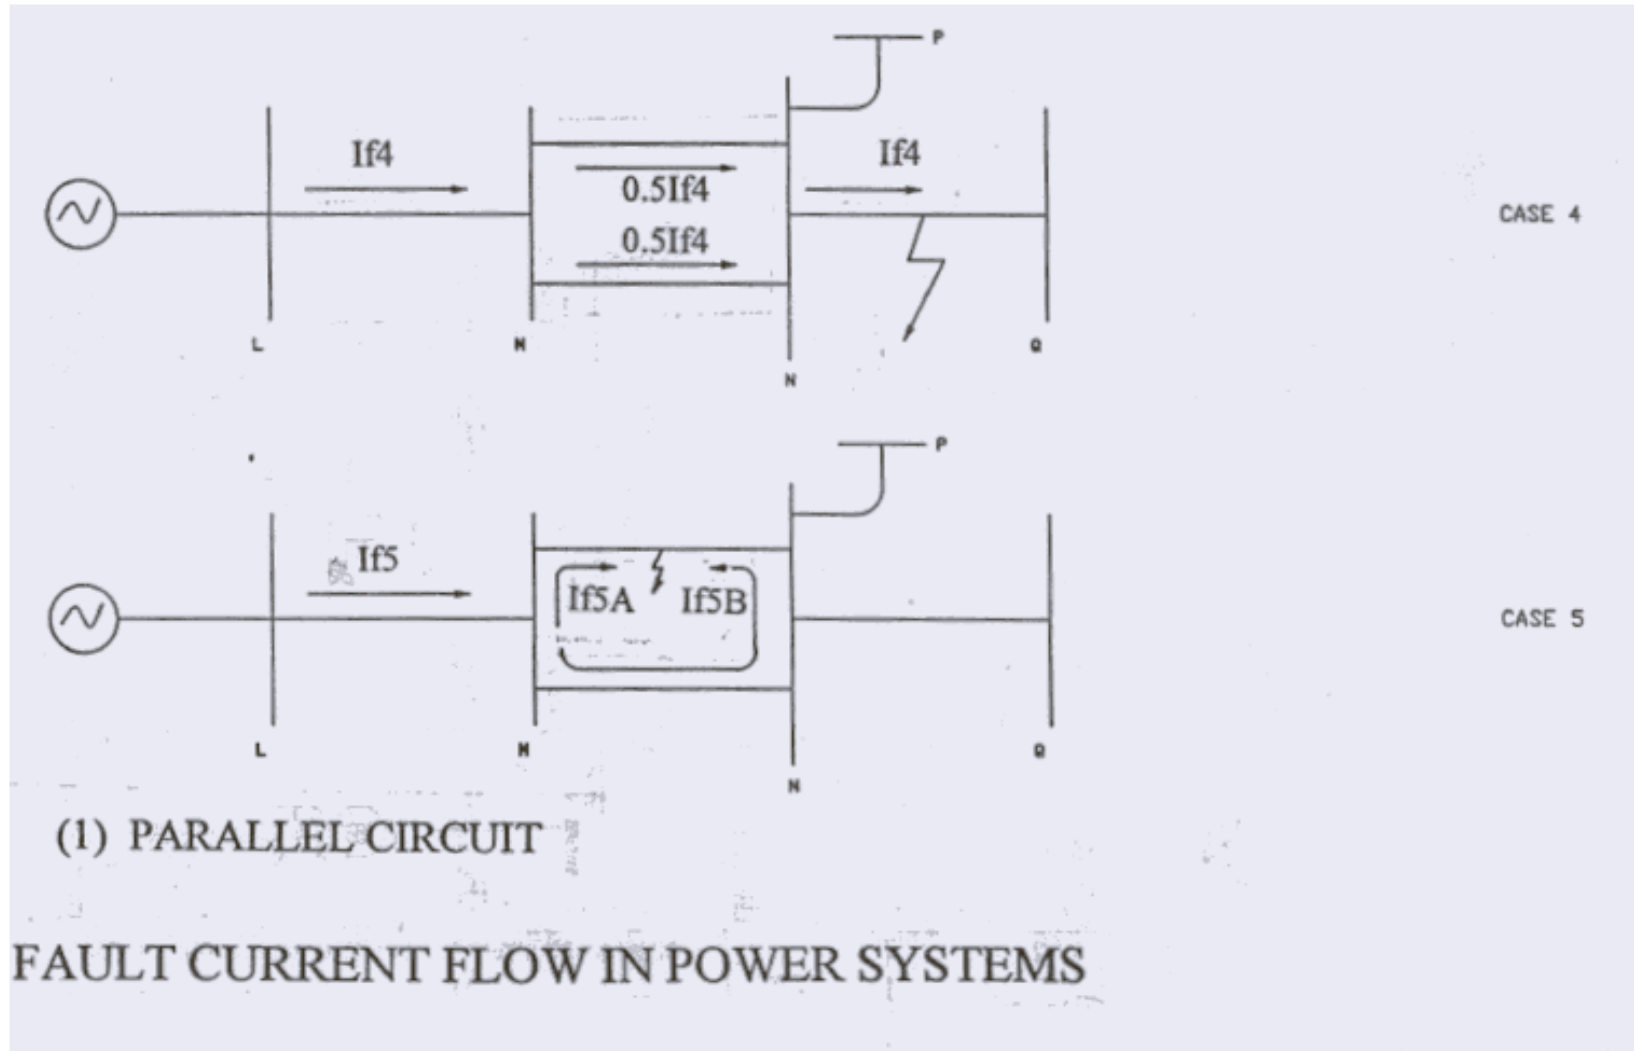 P
If4
If4
0.5If4
0.5If4
CASE 4
L
M
Q
N
P
If5
If5A
If5B
CASE 5
L
M
Q
N
(1) PARALLEL CIRCUIT
FAULT CURRENT FLOW IN POWER SYSTEMS